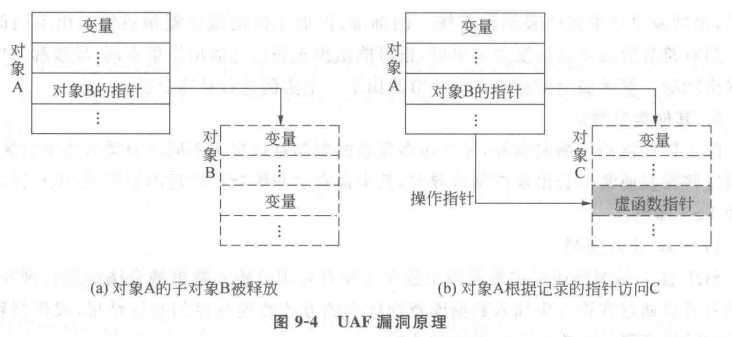 变量
⋮
对象B的指针
⋮
对象A
变量
⋮
变量
⋮
对象B
(a) 对象A的子对象B被释放
变量
⋮
对象B的指针
⋮
对象A
操作指针
变量
⋮
虚函数指针
⋮
对象C
(b) 对象A根据记录的指针访问C
图 9-4 UAF 漏洞原理